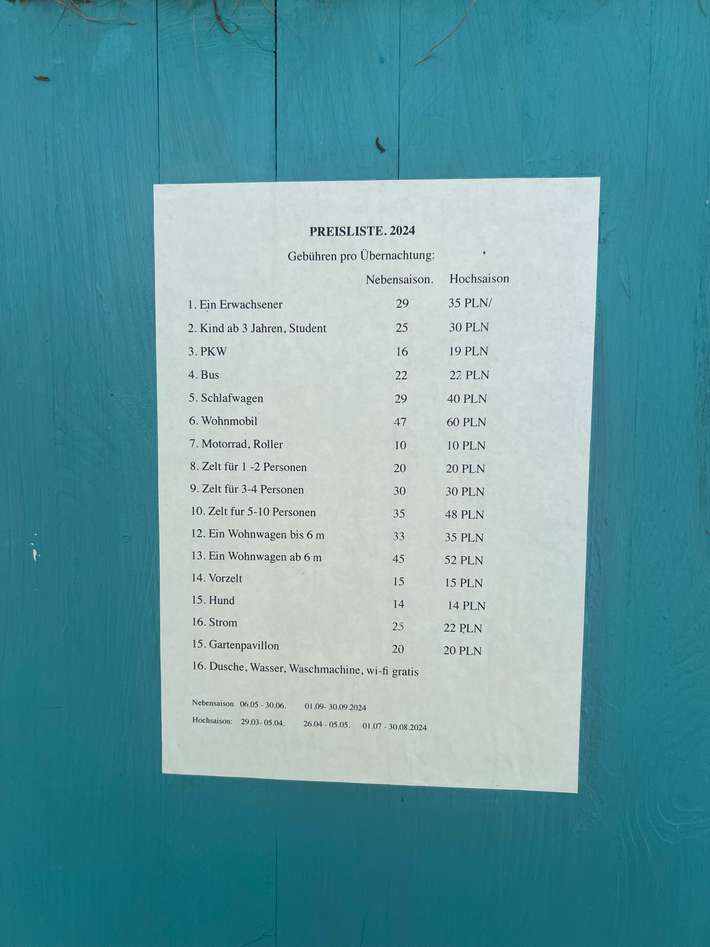 PREISLISTE. 2024
Gebühren pro Übernachtung:
Nebensaison. Hochsaison
1. Ein Erwachsener 29 35 PLN/
2. Kind ab 3 Jahren, Student 25 30 PLN
3. PKW 16 19 PLN
4. Bus 22 22 PLN
5. Schlafwagen 29 40 PLN
6. Wohnmobil 47 60 PLN
7. Motorrad, Roller 10 10 PLN
8. Zelt für 1 -2 Personen 20 20 PLN
9. Zelt für 3-4 Personen 30 30 PLN
10. Zelt fur 5-10 Personen 35 48 PLN
12. Ein Wohnwagen bis 6 m 33 35 PLN
13. Ein Wohnwagen ab 6 m 45 52 PLN
14. Vorzelt 15 15 PLN
15. Hund 14 14 PLN
16. Strom 25 22 PLN
15. Gartenpavillon 20 20 PLN
16. Dusche, Wasser, Waschmachine, wi-fi gratis
Nebensaison 06.05 - 30.06. 01.09- 30.09.2024
Hochsaison: 29.03- 05.04. 26.04 - 05.05. 01.07 - 30.08.2024